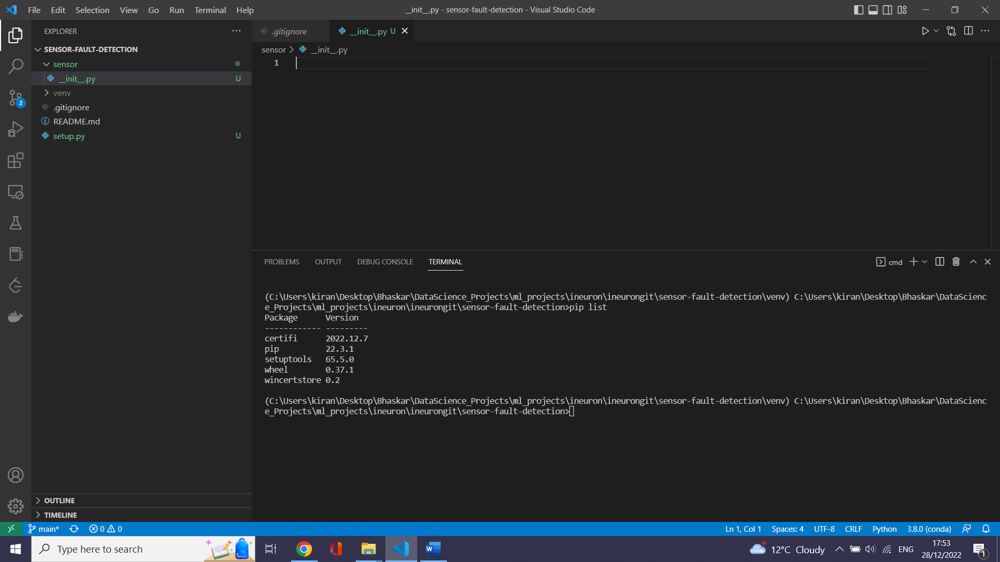 File Edit Selection View Go Run Terminal Help
__init__.py - sensor-fault-detection - Visual Studio Code
EXPLORER
.gitignore
__init__.py U
SENSOR-FAULT-DETECTION
sensor > __init__.py
sensor
1
__init__.py U
venv
2
.gitignore
README.md
setup.py U
PROBLEMS OUTPUT DEBUG CONSOLE TERMINAL
cmd
(C:\Users\kiran\Desktop\Bhaskar\DataScience_Projects\ml_projects\ineuron\ineurongit\sensor-fault-detection\venv) C:\Users\kiran\Desktop\Bhaskar\DataScienc
e_Projects\ml_projects\ineuron\ineurongit\sensor-fault-detection>pip list
Package      Version
------------ ---------
certifi      2022.12.7
pip          22.3.1
setuptools   65.5.0
wheel        0.37.1
wincertstore 0.2
(C:\Users\kiran\Desktop\Bhaskar\DataScience_Projects\ml_projects\ineuron\ineurongit\sensor-fault-detection\venv) C:\Users\kiran\Desktop\Bhaskar\DataScienc
e_Projects\ml_projects\ineuron\ineurongit\sensor-fault-detection>
OUTLINE
TIMELINE
main* 0 0
Ln 1, Col 1 Spaces: 4 UTF-8 CRLF Python 3.8.0 (conda)
Type here to search
12°C Cloudy
ENG
17:53
28/12/2022
1